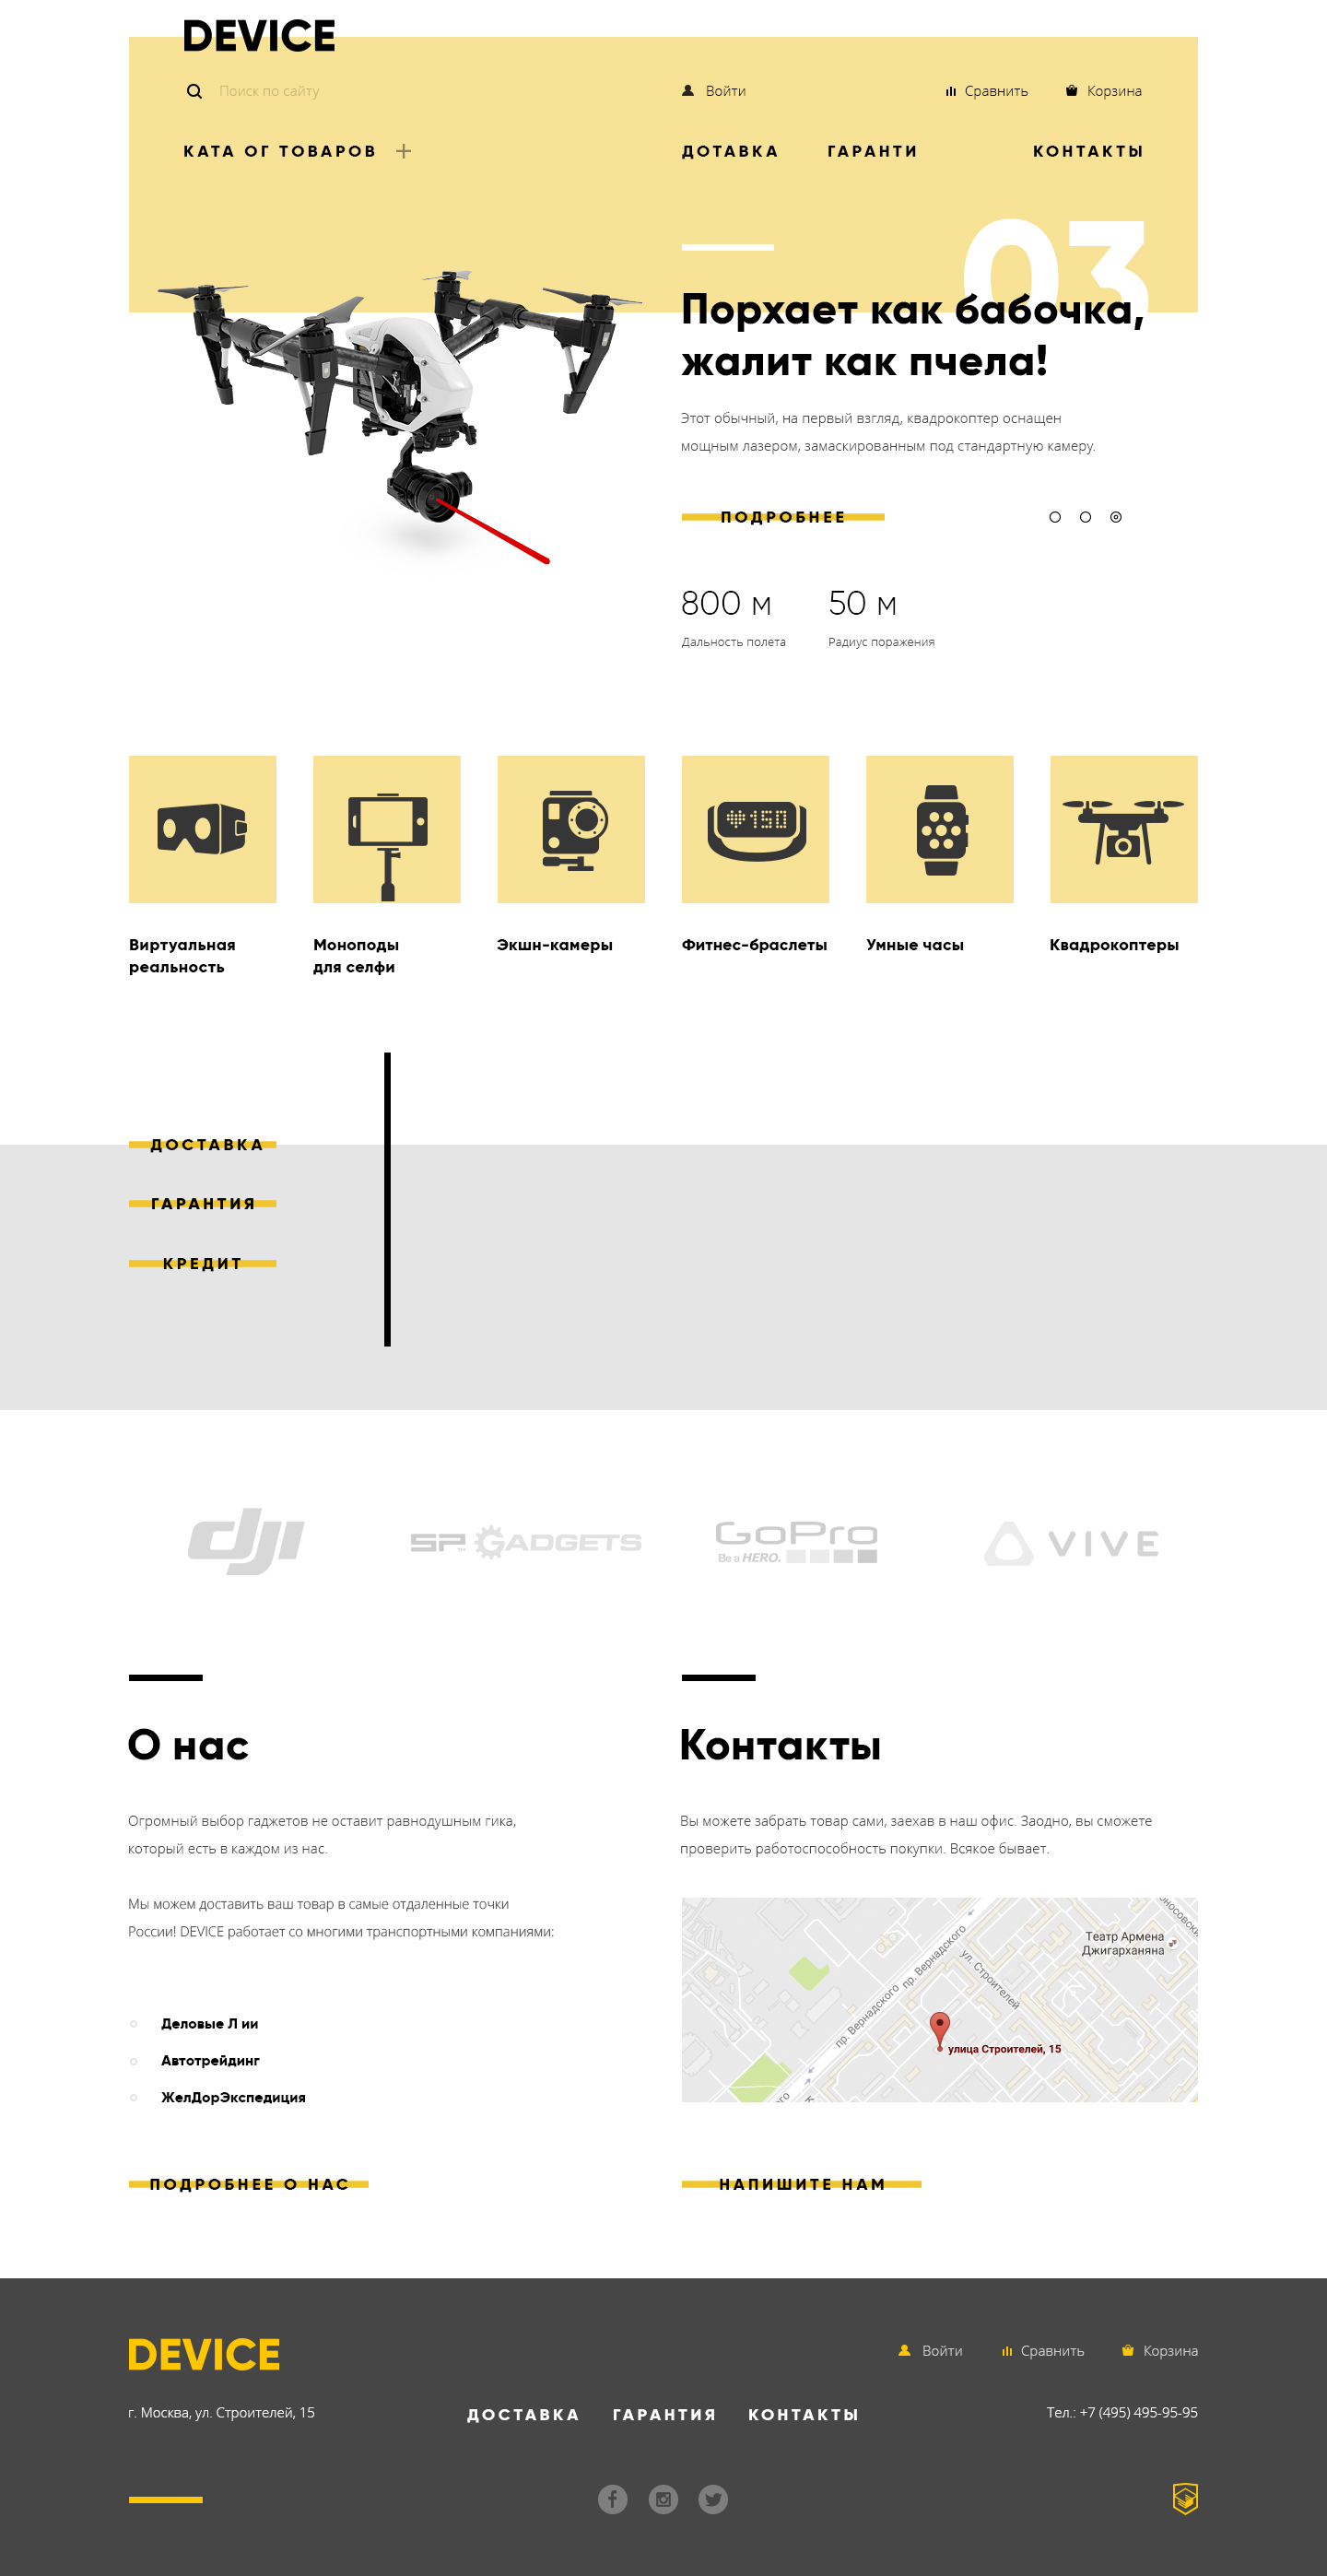 DEVICE
Поиск по сайту
Войти
Сравнить
Корзина
КАТА ОГ ТОВАРОВ
ДОТАВКА
ГАРАНТИ
КОНТАКТЫ
03
Порхает как бабочка,
жалит как пчела!
Этот обычный, на первый взгляд, квадрокоптер оснащен
мощным лазером, замаскированным под стандартную камеру.
ПОДРОБНЕЕ
800 м
50 м
Дальность полета
Радиус поражения
150
Виртуальная
реальность
Моноподы
для селфи
Экшн-камеры
Фитнес-браслеты
Умные часы
Квадрокоптеры
ДОСТАВКА
ГАРАНТИЯ
КРЕДИТ
dji
SP GADGETS
GoPro
Be a HERO.
VIVE
О нас
Огромный выбор гаджетов не оставит равнодушным гика,
который есть в каждом из нас.
Мы можем доставить ваш товар в самые отдаленные точки
России! DEVICE работает со многими транспортными компаниями:
Деловые Л ии
Автотрейдинг
ЖелДорЭкспедиция
ПОДРОБНЕЕ О НАС
Контакты
Вы можете забрать товар сами, заехав в наш офис. Заодно, вы сможете
проверить работоспособность покупки. Всякое бывает.
Театр Армена
Джигарханяна
пр. Вернадского
ул. Строителей
пр. Вернадского
улица Строителей, 15
НАПИШИТЕ НАМ
DEVICE
Войти
Сравнить
Корзина
г. Москва, ул. Строителей, 15
ДОСТАВКА
ГАРАНТИЯ
КОНТАКТЫ
Тел.: +7 (495) 495-95-95